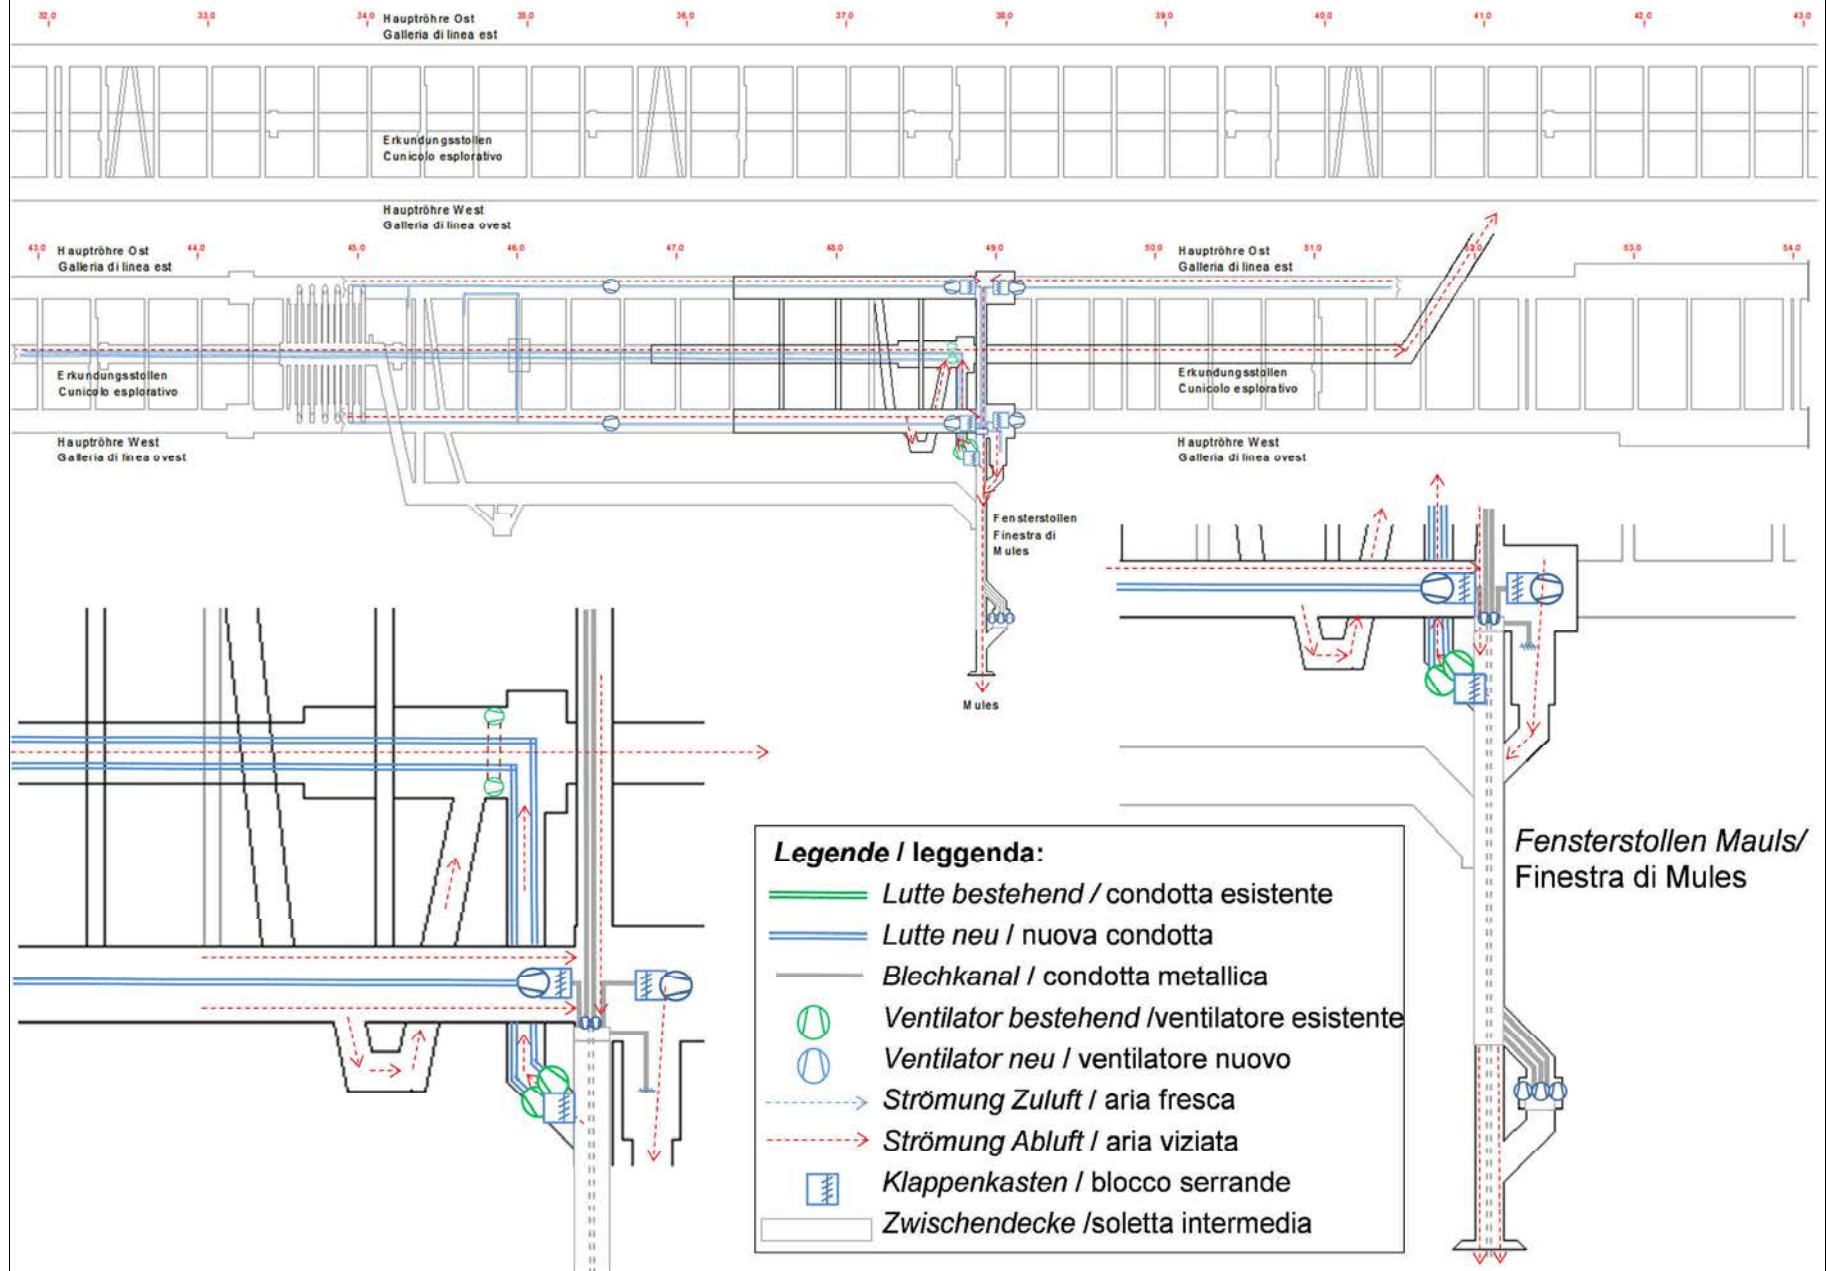 32,0 33,0 34,0 35,0 36,0 37,0 38,0 39,0 40,0 41,0 42,0 43,0
Hauptröhre Ost
Galleria di linea est
Erkundungsstollen
Cunicolo esplorativo
Hauptröhre West
Galleria di linea ovest
43,0 44,0 45,0 46,0 47,0 48,0 49,0 50,0 51,0 52,0 53,0 54,0
Hauptröhre Ost
Galleria di linea est
Hauptröhre Ost
Galleria di linea est
Erkundungsstollen
Cunicolo esplorativo
Erkundungsstollen
Cunicolo esplorativo
Hauptröhre West
Galleria di linea ovest
Hauptröhre West
Galleria di linea ovest
Fensterstollen
Finestra di
Mules
Mules
Fensterstollen Mauls/
Finestra di Mules
Legende / leggenda:
Lutte bestehend / condotta esistente
Lutte neu / nuova condotta
Blechkanal / condotta metallica
Ventilator bestehend /ventilatore esistente
Ventilator neu / ventilatore nuovo
Strömung Zuluft / aria fresca
Strömung Abluft / aria viziata
Klappenkasten / blocco serrande
Zwischendecke /soletta intermedia